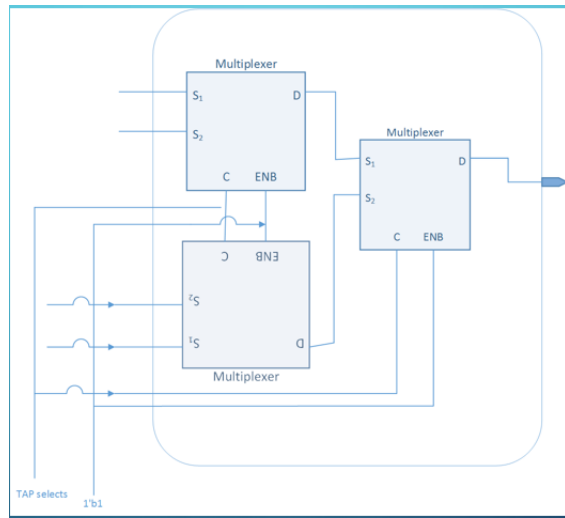 Multiplexer
S1 D
S2
C ENB
Multiplexer
S1 D
S2
C ENB
C ENB
S2
S1 D
Multiplexer
TAP selects
1'b1